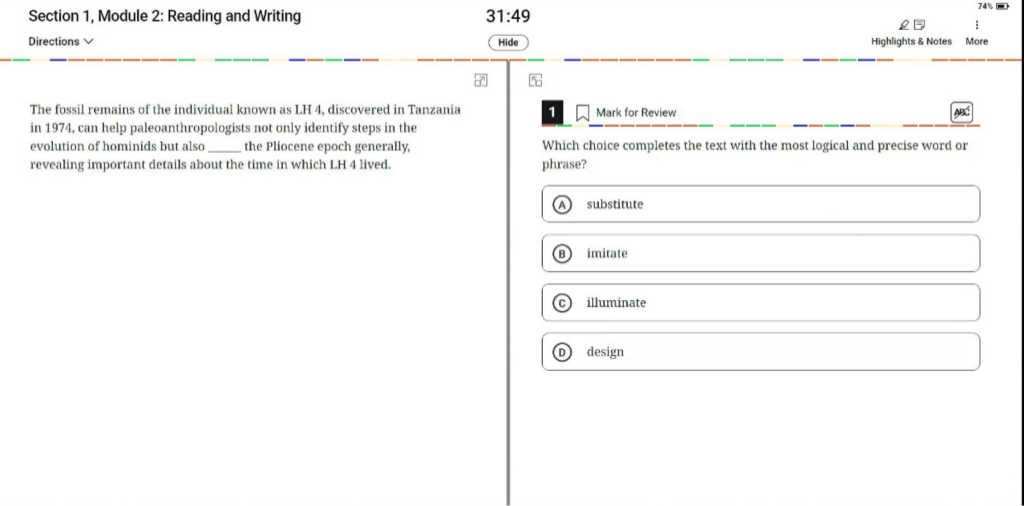 Section 1, Module 2: Reading and Writing
31:49
74%
Directions
Hide
Highlights & Notes
More
The fossil remains of the individual known as LH 4, discovered in Tanzania
in 1974, can help paleoanthropologists not only identify steps in the
evolution of hominids but also _____ the Pliocene epoch generally,
revealing important details about the time in which LH 4 lived.
1
Mark for Review
ABC
Which choice completes the text with the most logical and precise word or
phrase?
A substitute
B imitate
C illuminate
D design